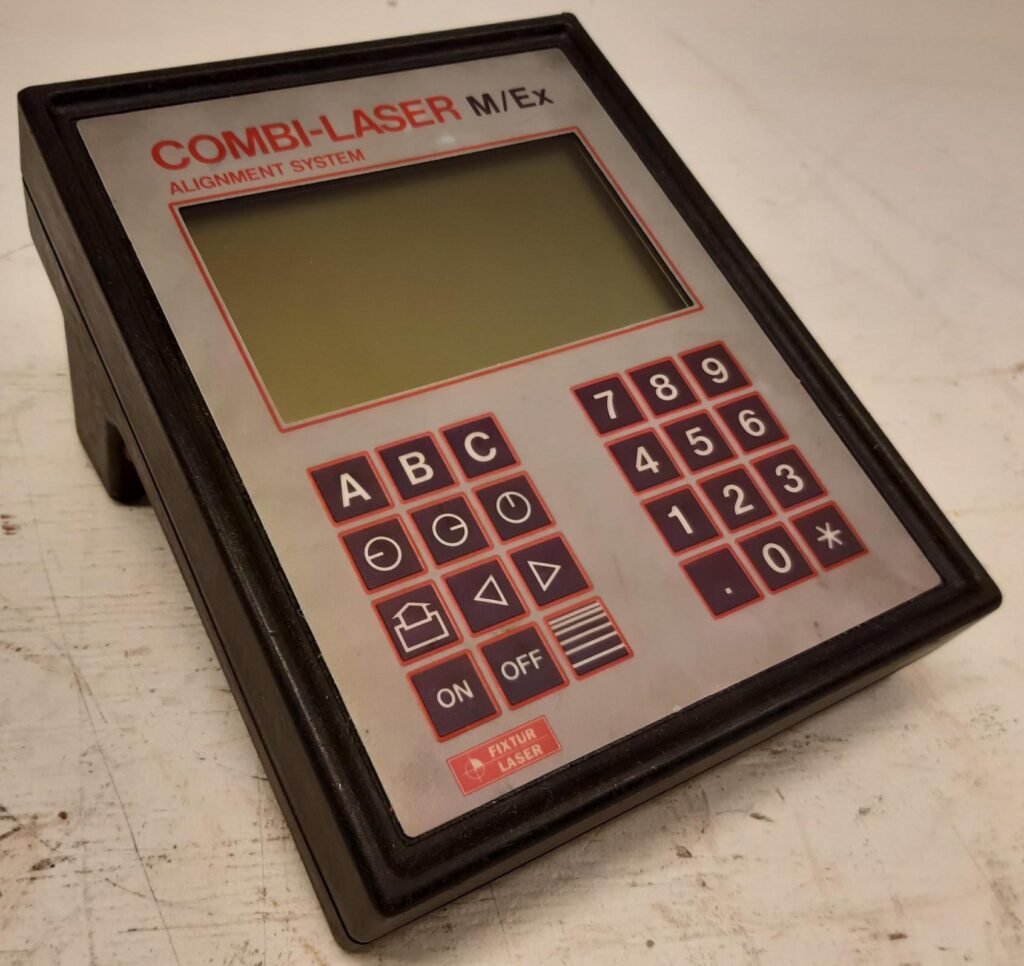 COMBI-LASER M/Ex
ALIGNMENT SYSTEM
A B C
7 8 9
4 5 6
1 2 3
. 0 *
ON OFF
FIXTUR
LASER